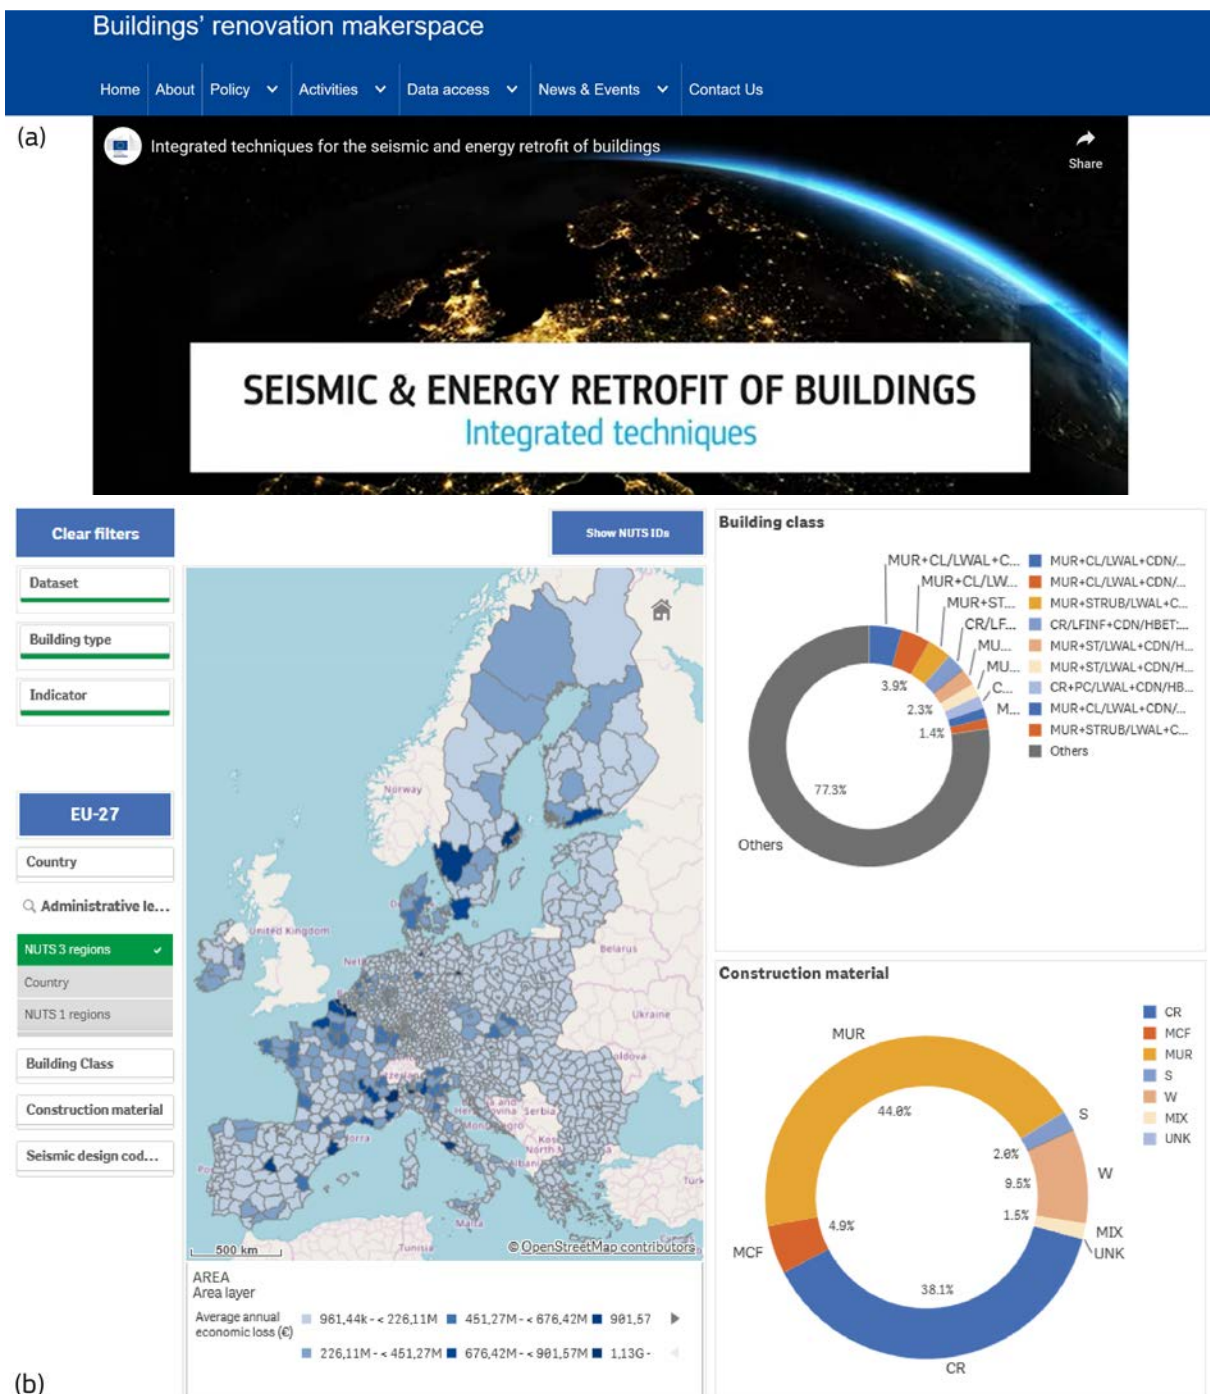 Buildings' renovation makerspace
Home About Policy Activities Data access News & Events Contact Us
(a)
Integrated techniques for the seismic and energy retrofit of buildings
Share
SEISMIC & ENERGY RETROFIT OF BUILDINGS
Integrated techniques
Clear filters
Dataset
Building type
Indicator
EU-27
Country
Administrative le...
NUTS 3 regions
Country
NUTS 1 regions
Building Class
Construction material
Seismic design cod...
Show NUTS IDs
Norway
United Kingdom
Belarus
Ukraine
Serbia
Malta
Tunisia
500 km
© OpenStreetMap contributors
AREA
Area layer
Average annual
economic loss (€)
961,44k - < 226,11M
451,27M - < 676,42M
901,57
226,11M - < 451,27M
676,42M - < 901,57M
1,13G -
Building class
MUR+CL/LWAL+C...
MUR+CL/LW...
MUR+ST...
CR/LF...
MU...
MU...
C...
M...
3.9%
2.3%
1.4%
77.3%
Others
MUR+CL/LWAL+CDN/...
MUR+CL/LWAL+CDN/...
MUR+STRUB/LWAL+C...
CR/LFINF+CDN/HBET:...
MUR+ST/LWAL+CDN/H...
MUR+ST/LWAL+CDN/H...
CR+PC/LWAL+CDN/HB...
MUR+CL/LWAL+CDN/...
MUR+STRUB/LWAL+C...
Others
Construction material
MUR
44.0%
S
2.0%
W
9.5%
1.5%
MIX
UNK
MCF
4.9%
38.1%
CR
CR
MCF
MUR
S
W
MIX
UNK
(b)